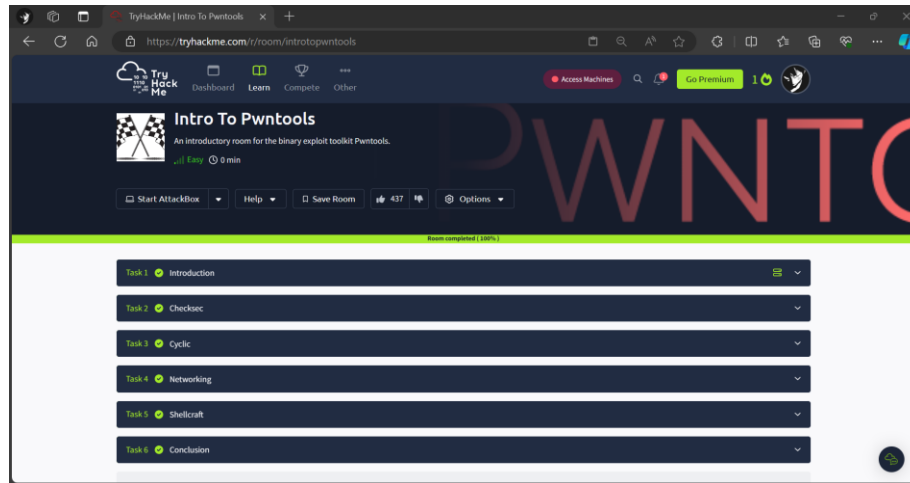 TryHackMe | Intro To Pwntools
https://tryhackme.com/r/room/introtopwntools
Try
Hack
Me
Dashboard
Learn
Compete
Other
Access Machines
Go Premium
1
Intro To Pwntools
An introductory room for the binary exploit toolkit Pwntools.
Easy 0 min
PWNTO
Start AttackBox
Help
Save Room
437
Options
Room completed ( 100% )
Task 1 Introduction
Task 2 Checksec
Task 3 Cyclic
Task 4 Networking
Task 5 Shellcraft
Task 6 Conclusion